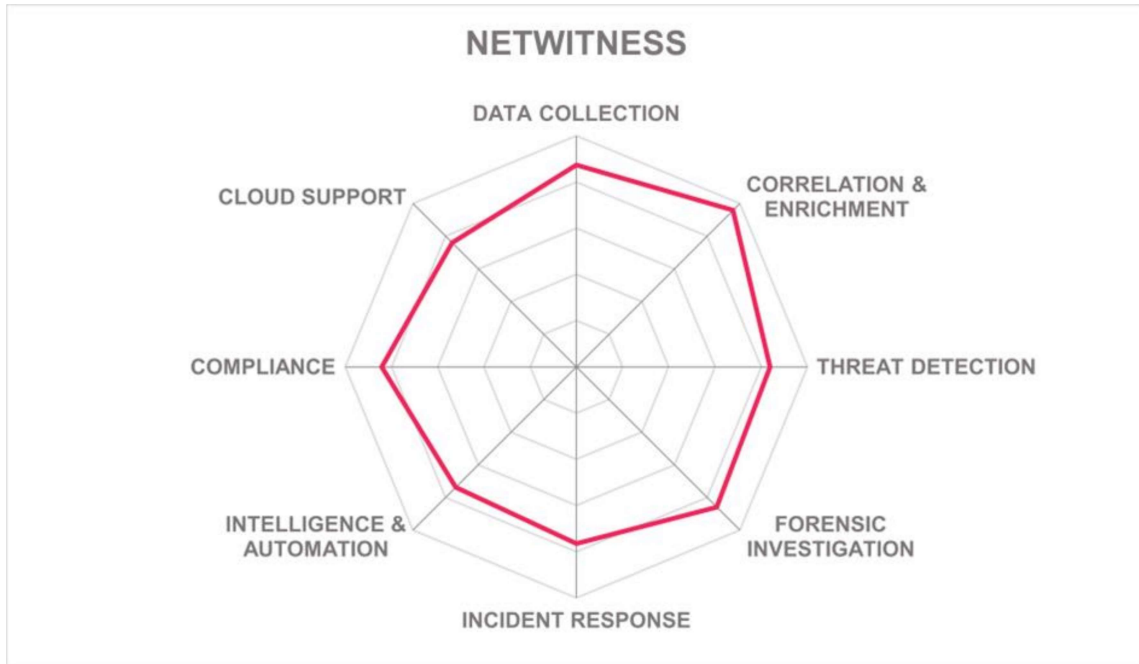 NETWITNESS
DATA COLLECTION
CLOUD SUPPORT
CORRELATION &
ENRICHMENT
COMPLIANCE
THREAT DETECTION
INTELLIGENCE &
AUTOMATION
FORENSIC
INVESTIGATION
INCIDENT RESPONSE